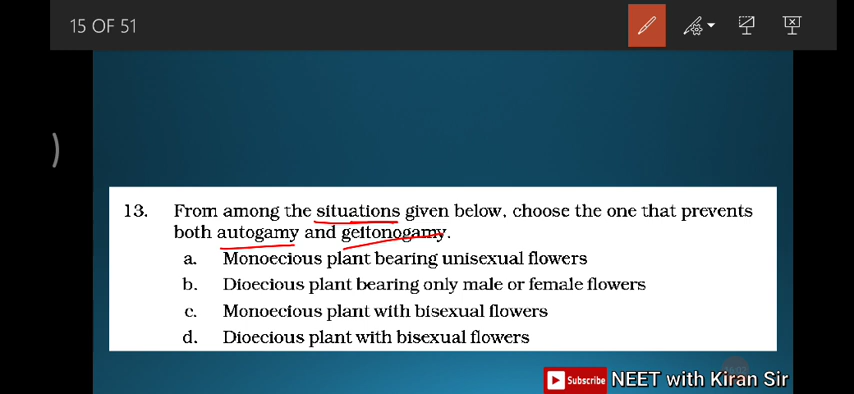 15 OF 51
13. From among the situations given below, choose the one that prevents
both autogamy and geitonogamy.
a. Monoecious plant bearing unisexual flowers
b. Dioecious plant bearing only male or female flowers
c. Monoecious plant with bisexual flowers
d. Dioecious plant with bisexual flowers
Subscribe NEET with Kiran Sir